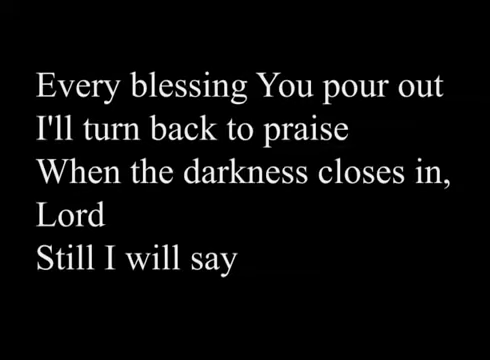 Every blessing You pour out
I'll turn back to praise
When the darkness closes in,
Lord
Still I will say